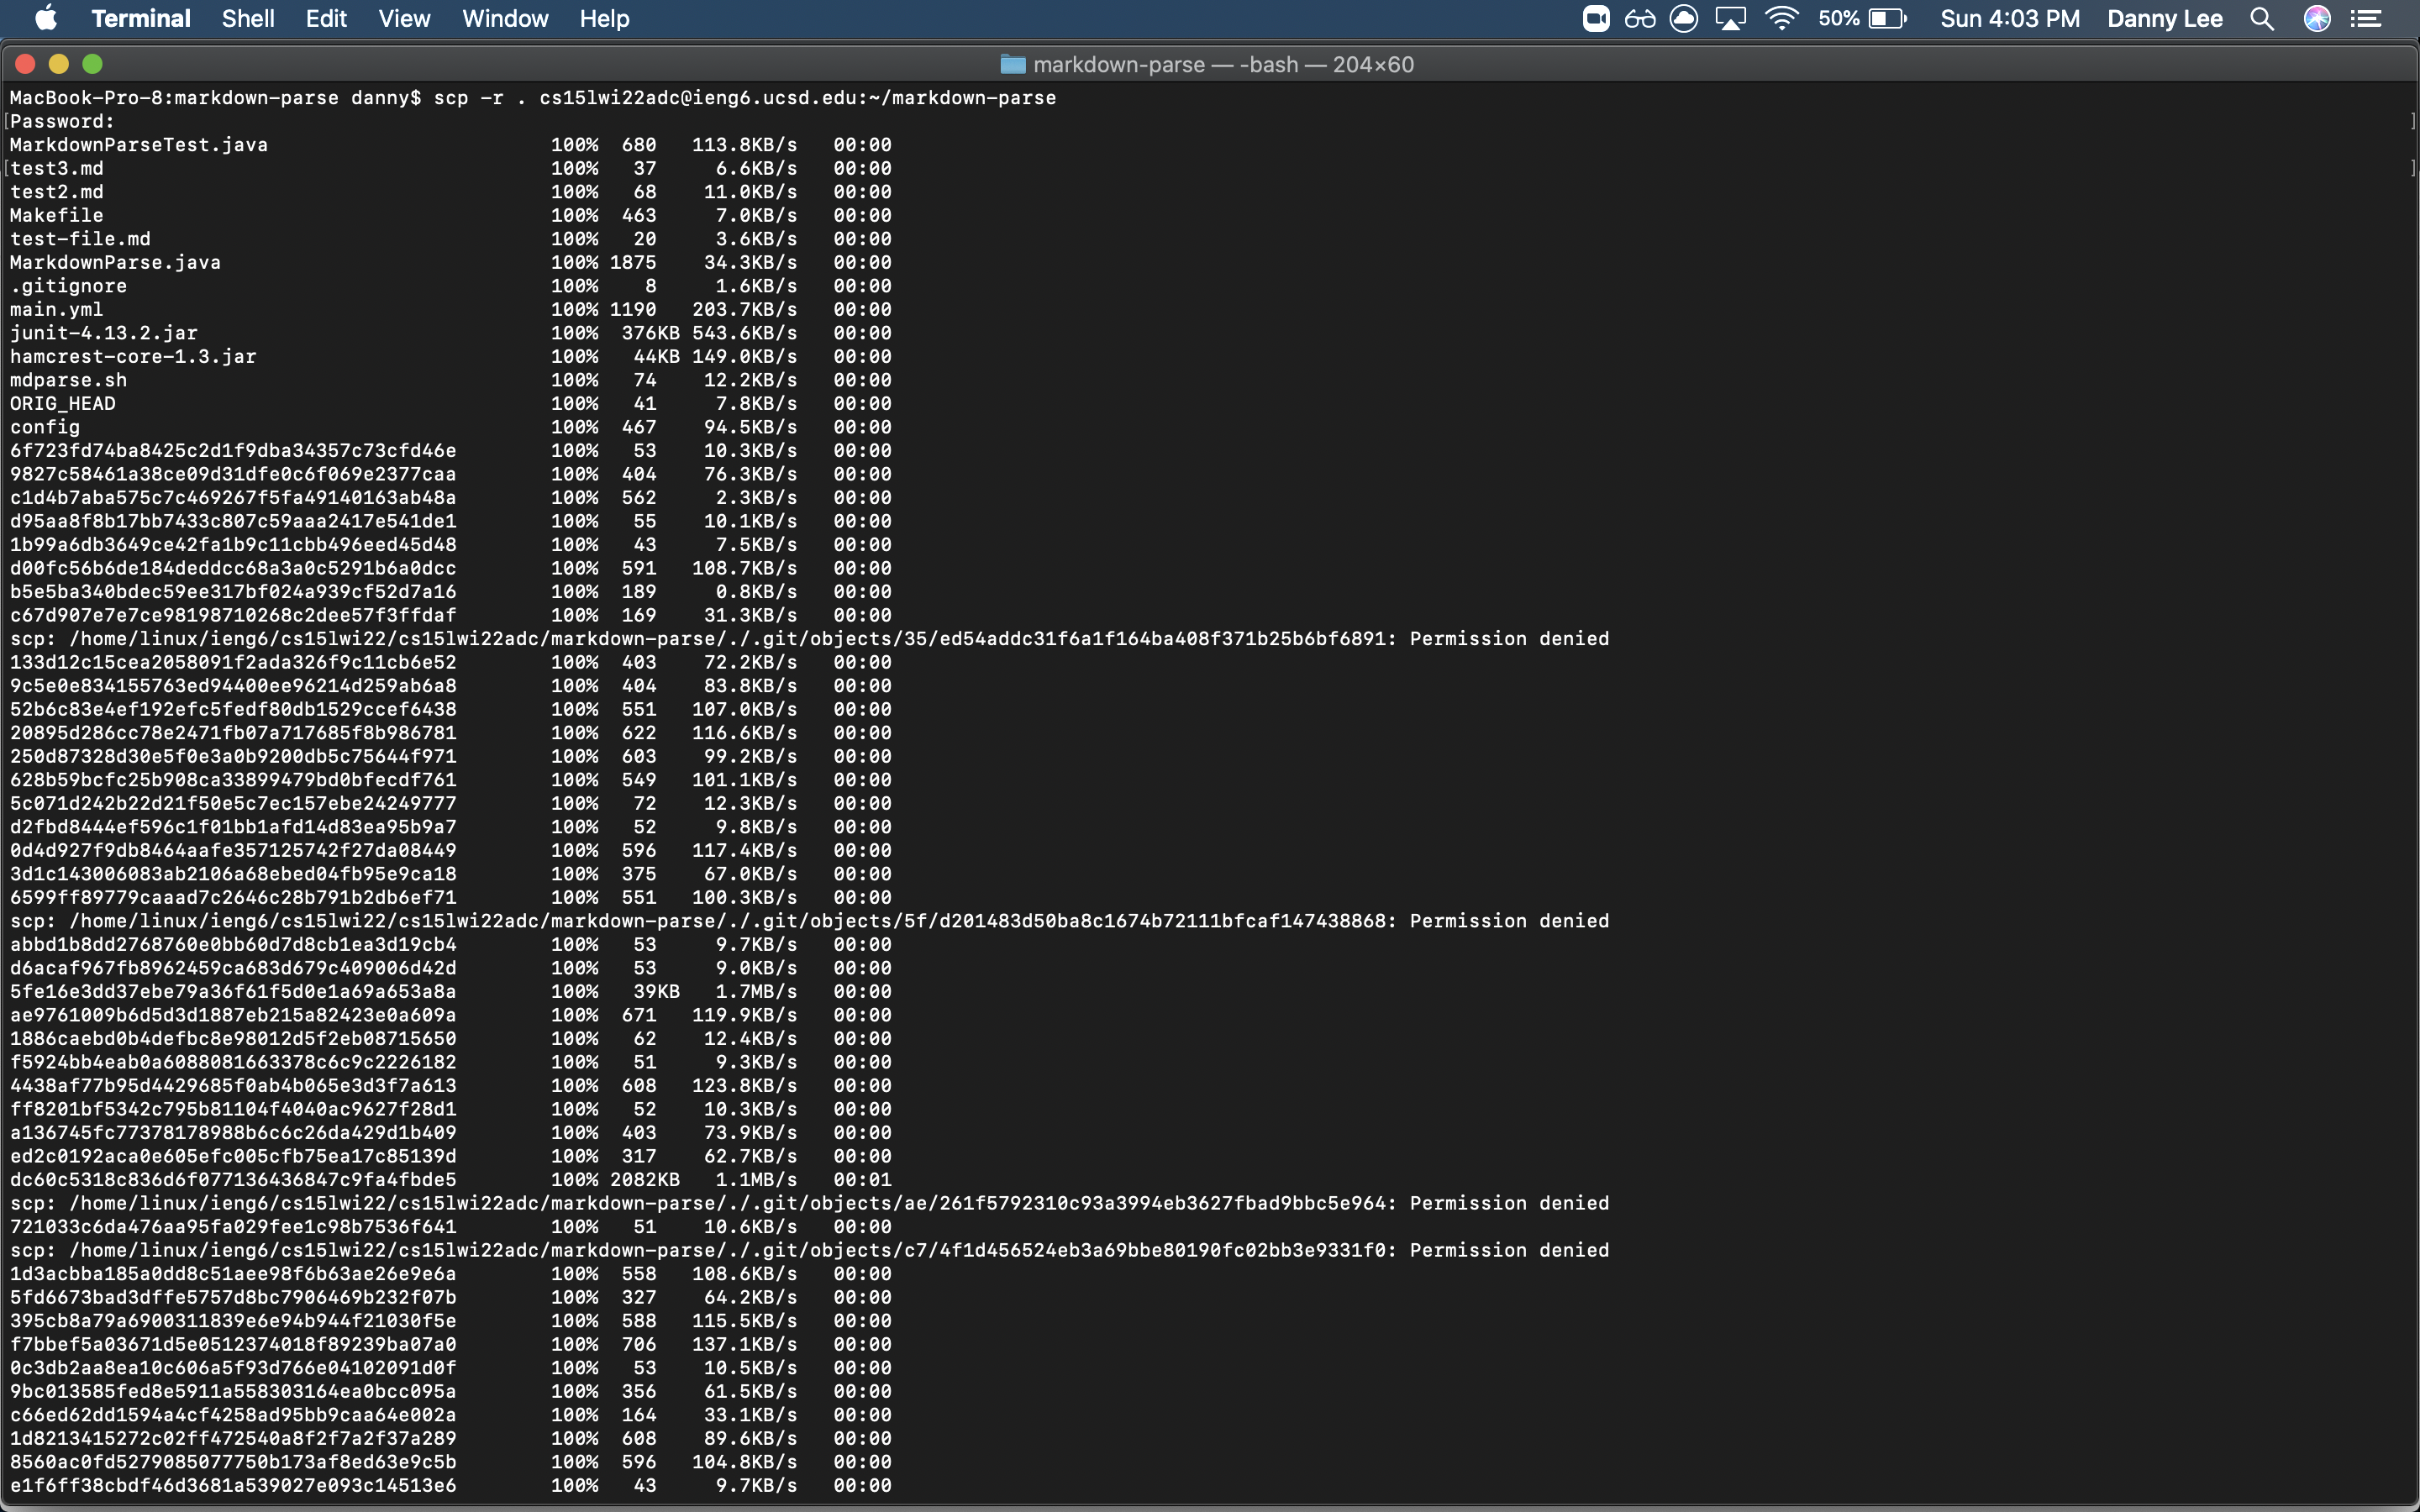 Terminal Shell Edit View Window Help 50% Sun 4:03 PM Danny Lee
markdown-parse — -bash — 204×60
MacBook-Pro-8:markdown-parse danny$ scp -r . cs15lwi22adc@ieng6.ucsd.edu:~/markdown-parse
[Password: ]
MarkdownParseTest.java 100% 680 113.8KB/s 00:00
[test3.md 100% 37 6.6KB/s 00:00 ]
test2.md 100% 68 11.0KB/s 00:00
Makefile 100% 463 7.0KB/s 00:00
test-file.md 100% 20 3.6KB/s 00:00
MarkdownParse.java 100% 1875 34.3KB/s 00:00
.gitignore 100% 8 1.6KB/s 00:00
main.yml 100% 1190 203.7KB/s 00:00
junit-4.13.2.jar 100% 376KB 543.6KB/s 00:00
hamcrest-core-1.3.jar 100% 44KB 149.0KB/s 00:00
mdparse.sh 100% 74 12.2KB/s 00:00
ORIG_HEAD 100% 41 7.8KB/s 00:00
config 100% 467 94.5KB/s 00:00
6f723fd74ba8425c2d1f9dba34357c73cfd46e 100% 53 10.3KB/s 00:00
9827c58461a38ce09d31dfe0c6f069e2377caa 100% 404 76.3KB/s 00:00
c1d4b7aba575c7c469267f5fa49140163ab48a 100% 562 2.3KB/s 00:00
d95aa8f8b17bb7433c807c59aaa2417e541de1 100% 55 10.1KB/s 00:00
1b99a6db3649ce42fa1b9c11cbb496eed45d48 100% 43 7.5KB/s 00:00
d00fc56b6de184deddcc68a3a0c5291b6a0dcc 100% 591 108.7KB/s 00:00
b5e5ba340bdec59ee317bf024a939cf52d7a16 100% 189 0.8KB/s 00:00
c67d907e7e7ce98198710268c2dee57f3ffdaf 100% 169 31.3KB/s 00:00
scp: /home/linux/ieng6/cs15lwi22/cs15lwi22adc/markdown-parse/./.git/objects/35/ed54addc31f6a1f164ba408f371b25b6bf6891: Permission denied
133d12c15cea2058091f2ada326f9c11cb6e52 100% 403 72.2KB/s 00:00
9c5e0e834155763ed94400ee96214d259ab6a8 100% 404 83.8KB/s 00:00
52b6c83e4ef192efc5fedf80db1529ccef6438 100% 551 107.0KB/s 00:00
20895d286cc78e2471fb07a717685f8b986781 100% 622 116.6KB/s 00:00
250d87328d30e5f0e3a0b9200db5c75644f971 100% 603 99.2KB/s 00:00
628b59bcfc25b908ca33899479bd0bfecdf761 100% 549 101.1KB/s 00:00
5c071d242b22d21f50e5c7ec157ebe24249777 100% 72 12.3KB/s 00:00
d2fbd8444ef596c1f01bb1afd14d83ea95b9a7 100% 52 9.8KB/s 00:00
0d4d927f9db8464aafe357125742f27da08449 100% 596 117.4KB/s 00:00
3d1c143006083ab2106a68ebed04fb95e9ca18 100% 375 67.0KB/s 00:00
6599ff89779caaad7c2646c28b791b2db6ef71 100% 551 100.3KB/s 00:00
scp: /home/linux/ieng6/cs15lwi22/cs15lwi22adc/markdown-parse/./.git/objects/5f/d201483d50ba8c1674b72111bfcaf147438868: Permission denied
abbd1b8dd2768760e0bb60d7d8cb1ea3d19cb4 100% 53 9.7KB/s 00:00
d6acaf967fb8962459ca683d679c409006d42d 100% 53 9.0KB/s 00:00
5fe16e3dd37ebe79a36f61f5d0e1a69a653a8a 100% 39KB 1.7MB/s 00:00
ae9761009b6d5d3d1887eb215a82423e0a609a 100% 671 119.9KB/s 00:00
1886caebd0b4defbc8e98012d5f2eb08715650 100% 62 12.4KB/s 00:00
f5924bb4eab0a6088081663378c6c9c2226182 100% 51 9.3KB/s 00:00
4438af77b95d4429685f0ab4b065e3d3f7a613 100% 608 123.8KB/s 00:00
ff8201bf5342c795b81104f4040ac9627f28d1 100% 52 10.3KB/s 00:00
a136745fc77378178988b6c6c26da429d1b409 100% 403 73.9KB/s 00:00
ed2c0192aca0e605efc005cfb75ea17c85139d 100% 317 62.7KB/s 00:00
dc60c5318c836d6f077136436847c9fa4fbde5 100% 2082KB 1.1MB/s 00:01
scp: /home/linux/ieng6/cs15lwi22/cs15lwi22adc/markdown-parse/./.git/objects/ae/261f5792310c93a3994eb3627fbad9bbc5e964: Permission denied
721033c6da476aa95fa029fee1c98b7536f641 100% 51 10.6KB/s 00:00
scp: /home/linux/ieng6/cs15lwi22/cs15lwi22adc/markdown-parse/./.git/objects/c7/4f1d456524eb3a69bbe80190fc02bb3e9331f0: Permission denied
1d3acbba185a0dd8c51aee98f6b63ae26e9e6a 100% 558 108.6KB/s 00:00
5fd6673bad3dffe5757d8bc7906469b232f07b 100% 327 64.2KB/s 00:00
395cb8a79a6900311839e6e94b944f21030f5e 100% 588 115.5KB/s 00:00
f7bbef5a03671d5e0512374018f89239ba07a0 100% 706 137.1KB/s 00:00
0c3db2aa8ea10c606a5f93d766e04102091d0f 100% 53 10.5KB/s 00:00
9bc013585fed8e5911a558303164ea0bcc095a 100% 356 61.5KB/s 00:00
c66ed62dd1594a4cf4258ad95bb9caa64e002a 100% 164 33.1KB/s 00:00
1d8213415272c02ff472540a8f2f7a2f37a289 100% 608 89.6KB/s 00:00
8560ac0fd5279085077750b173af8ed63e9c5b 100% 596 104.8KB/s 00:00
e1f6ff38cbdf46d3681a539027e093c14513e6 100% 43 9.7KB/s 00:00